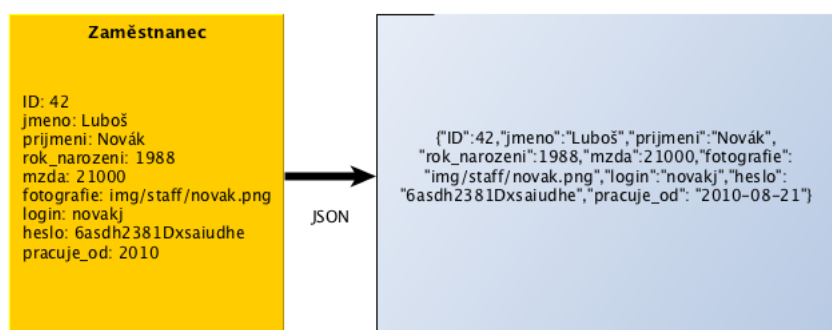 Zaměstnanec
ID: 42
jmeno: Luboš
prijmeni: Novák
rok_narozeni: 1988
mzda: 21000
fotografie: img/staff/novak.png
login: novakj
heslo: 6asdh2381Dxsaiudhe
pracuje_od: 2010
JSON
{"ID":42,"jmeno":"Luboš","prijmeni":"Novák",
"rok_narozeni":1988,"mzda":21000,"fotografie":
"img/staff/novak.png","login":"novakj","heslo":
"6asdh2381Dxsaiudhe","pracuje_od": "2010-08-21"}